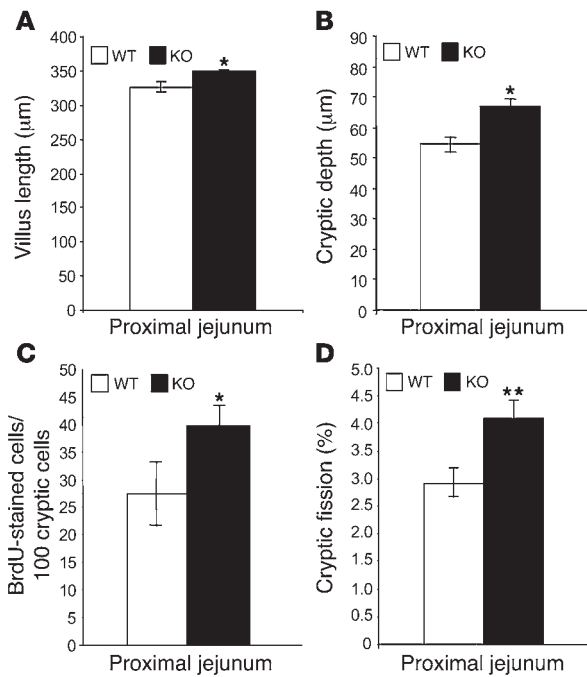 A
Villus length (µm)
400
350
300
250
200
150
100
50
0
WT KO
*
Proximal jejunum
B
Cryptic depth (µm)
90
80
70
60
50
40
30
20
10
0
WT KO
*
Proximal jejunum
C
BrdU-stained cells/
100 cryptic cells
50
45
40
35
30
25
20
15
10
5
0
WT KO
*
Proximal jejunum
D
Cryptic fission (%)
5.0
4.5
4.0
3.5
3.0
2.5
2.0
1.5
1.0
0.5
0
WT KO
**
Proximal jejunum